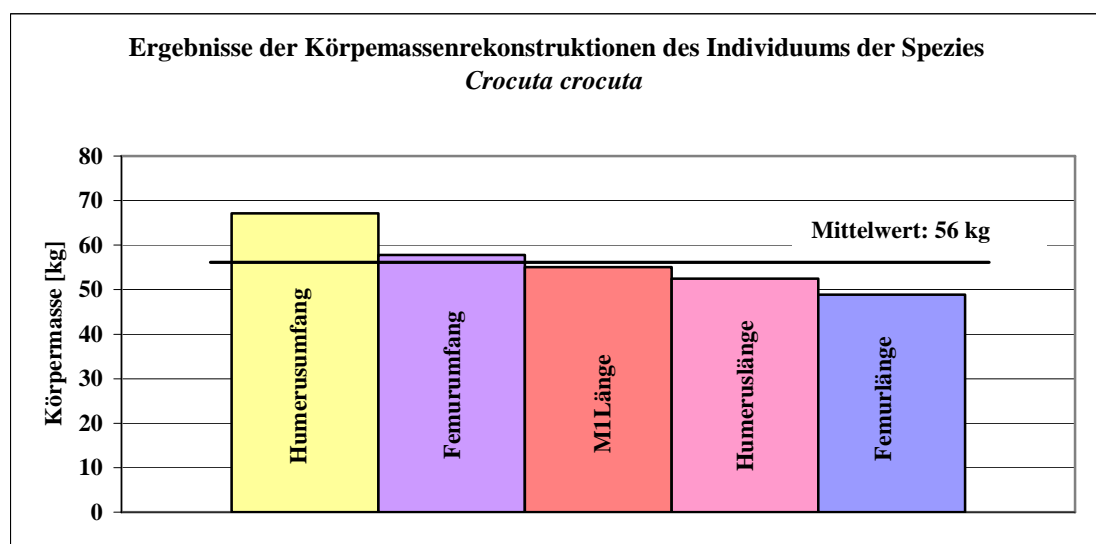 Ergebnisse der Körpemassenrekonstruktionen des Individuums der Spezies
Crocuta crocuta
Körpermasse [kg]
80
70
60
50
40
30
20
10
0
Mittelwert: 56 kg
Humerusumfang
Femurumfang
M1Länge
Humeruslänge
Femurlänge